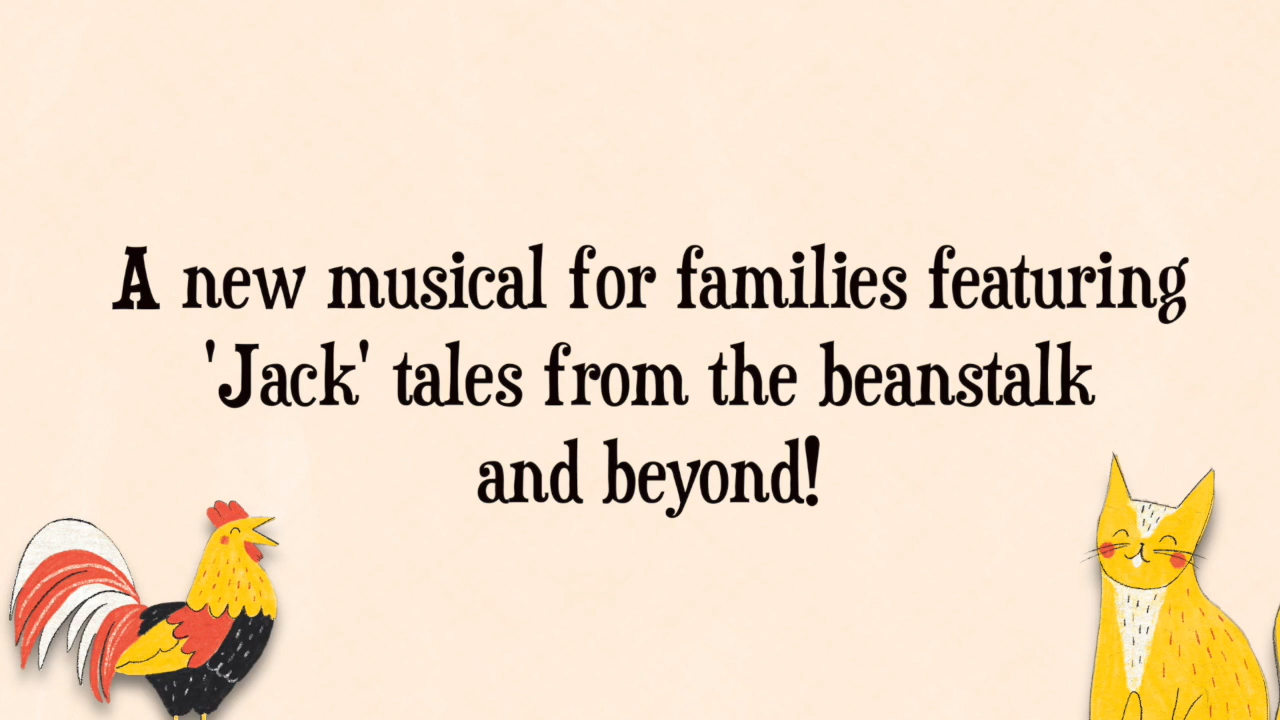 A new musical for families featuring
'Jack' tales from the beanstalk
and beyond!